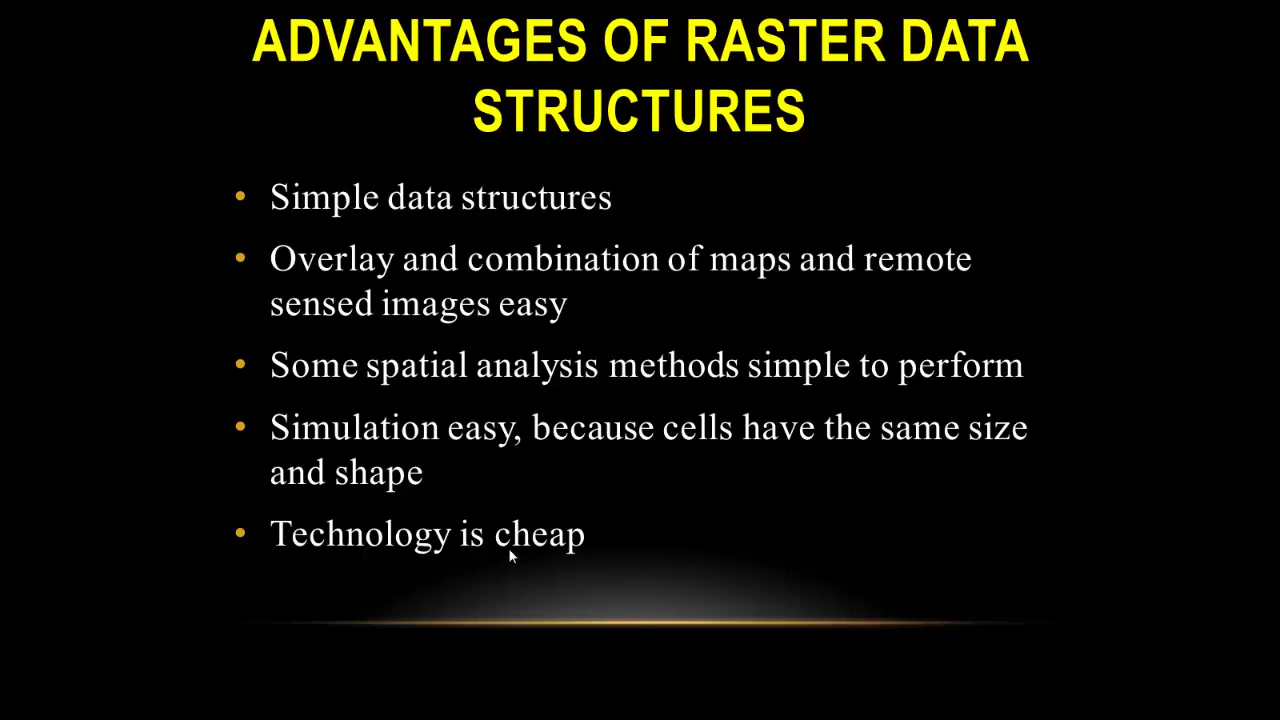 ADVANTAGES OF RASTER DATA
STRUCTURES
• Simple data structures
• Overlay and combination of maps and remote
sensed images easy
• Some spatial analysis methods simple to perform
• Simulation easy, because cells have the same size
and shape
• Technology is cheap